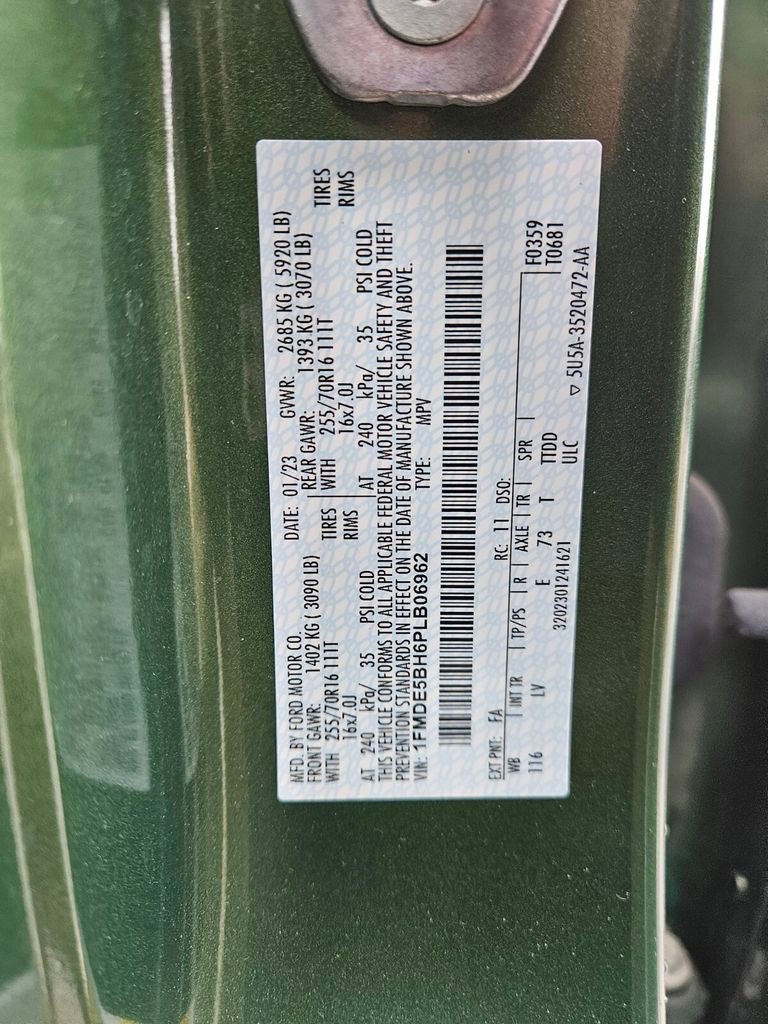 MFD. BY FORD MOTOR CO.
DATE: 01/23 GVWR: 2685 KG ( 5920 LB)
FRONT GAWR: 1402 KG ( 3090 LB) REAR GAWR: 1393 KG ( 3070 LB)
WITH 255/70R16 111T TIRES WITH 255/70R16 111T TIRES
16x7.0J RIMS 16x7.0J RIMS
AT 240 kPa/ 35 PSI COLD AT 240 kPa/ 35 PSI COLD
THIS VEHICLE CONFORMS TO ALL APPLICABLE FEDERAL MOTOR VEHICLE SAFETY AND THEFT
PREVENTION STANDARDS IN EFFECT ON THE DATE OF MANUFACTURE SHOWN ABOVE.
VIN: 1FMDE5BH6PLB06962 TYPE: MPV
EXT PNT: FA RC: 11 DSO:
WB INT TR TP/PS R AXLE TR SPR F0359
116 LV E 73 T TTDD T0681
3202301241621 ULC
▽ 5U5A-3520472-AA